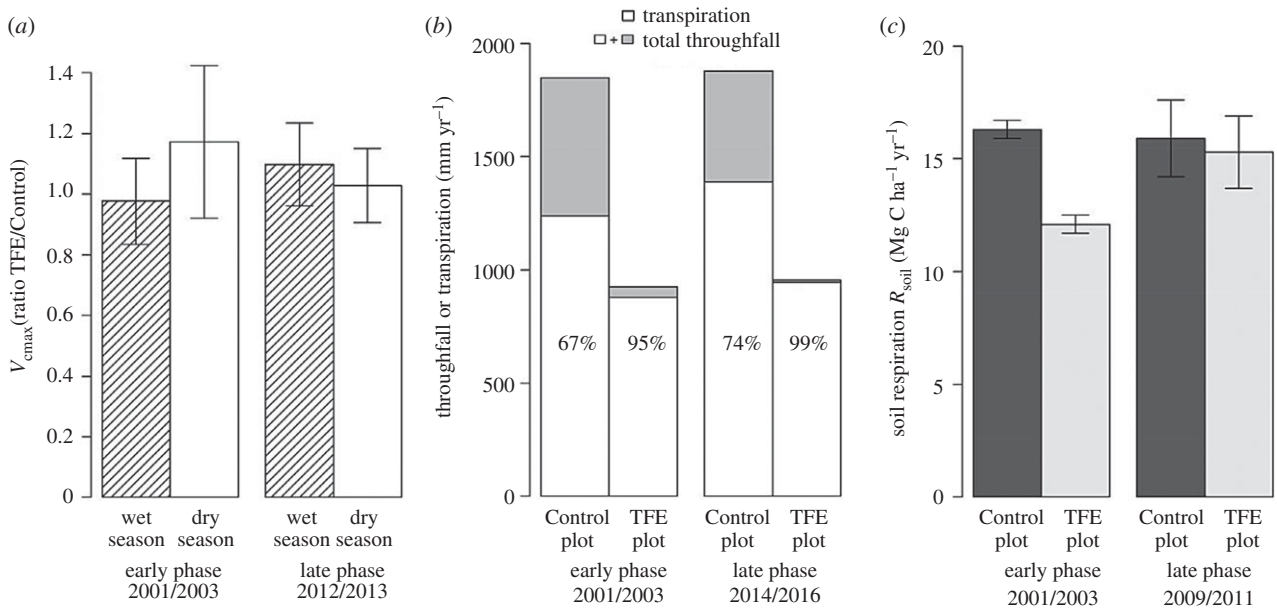 (a)
V_cmax (ratio TFE/Control)
1.4
1.2
1.0
0.8
0.6
0.4
0.2
0
wet season
dry season
wet season
dry season
early phase
2001/2003
late phase
2012/2013
(b)
transpiration
+ total throughfall
throughfall or transpiration (mm yr⁻¹)
2000
1500
1000
500
0
67%
95%
74%
99%
Control plot
TFE plot
Control plot
TFE plot
early phase
2001/2003
late phase
2014/2016
(c)
soil respiration R_soil (Mg C ha⁻¹ yr⁻¹)
20
15
10
5
0
Control plot
TFE plot
Control plot
TFE plot
early phase
2001/2003
late phase
2009/2011